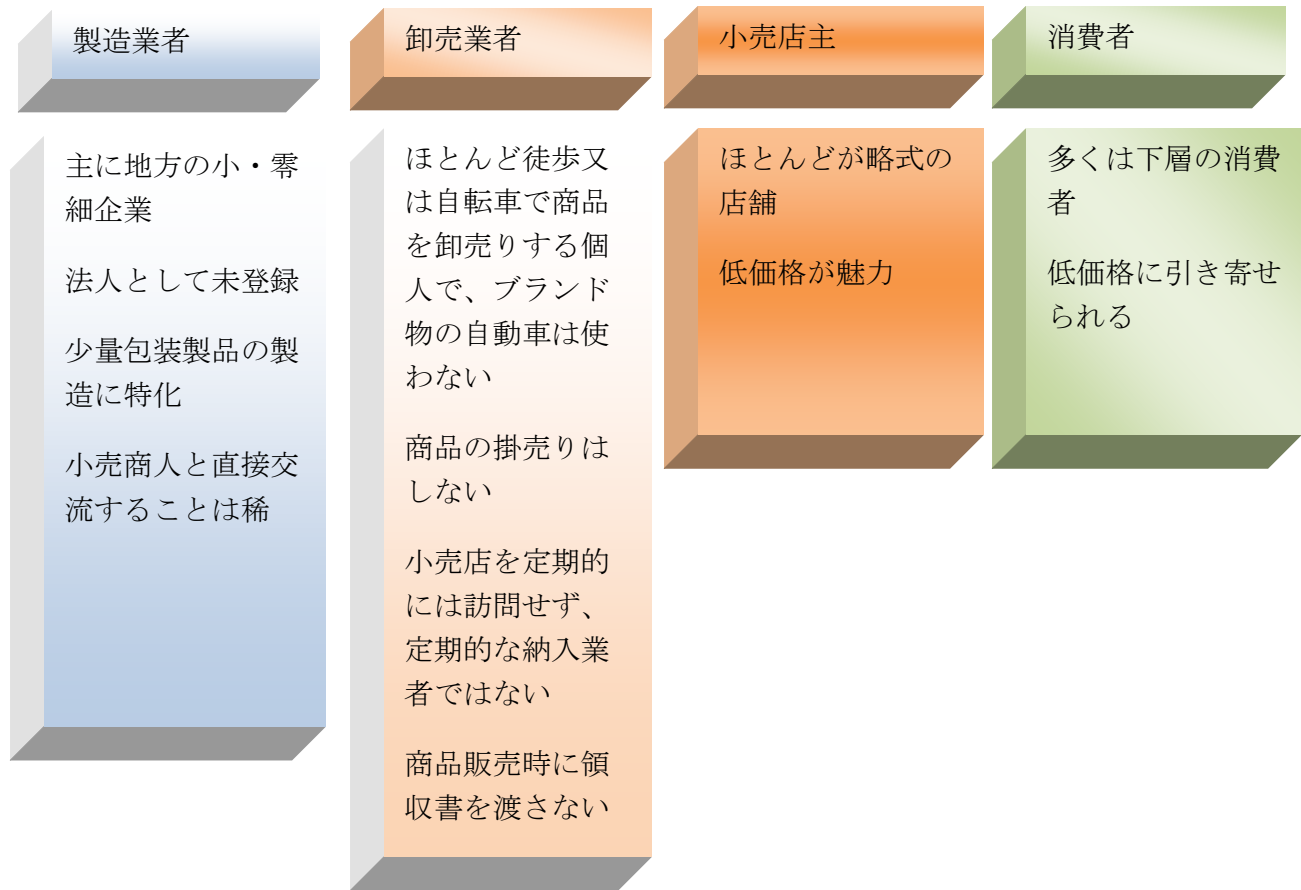 製造業者
主に地方の小・零
細企業
法人として未登録
少量包装製品の製
造に特化
小売商人と直接交
流することは稀
卸売業者
ほとんど徒歩又
は自転車で商品
を卸売りする個
人で、ブランド
物の自動車は使
わない
商品の掛売りは
しない
小売店を定期的
には訪問せず、
定期的な納入業
者ではない
商品販売時に領
収書を渡さない
小売店主
ほとんどが略式の
店舗
低価格が魅力
消費者
多くは下層の消費
者
低価格に引き寄せ
られる